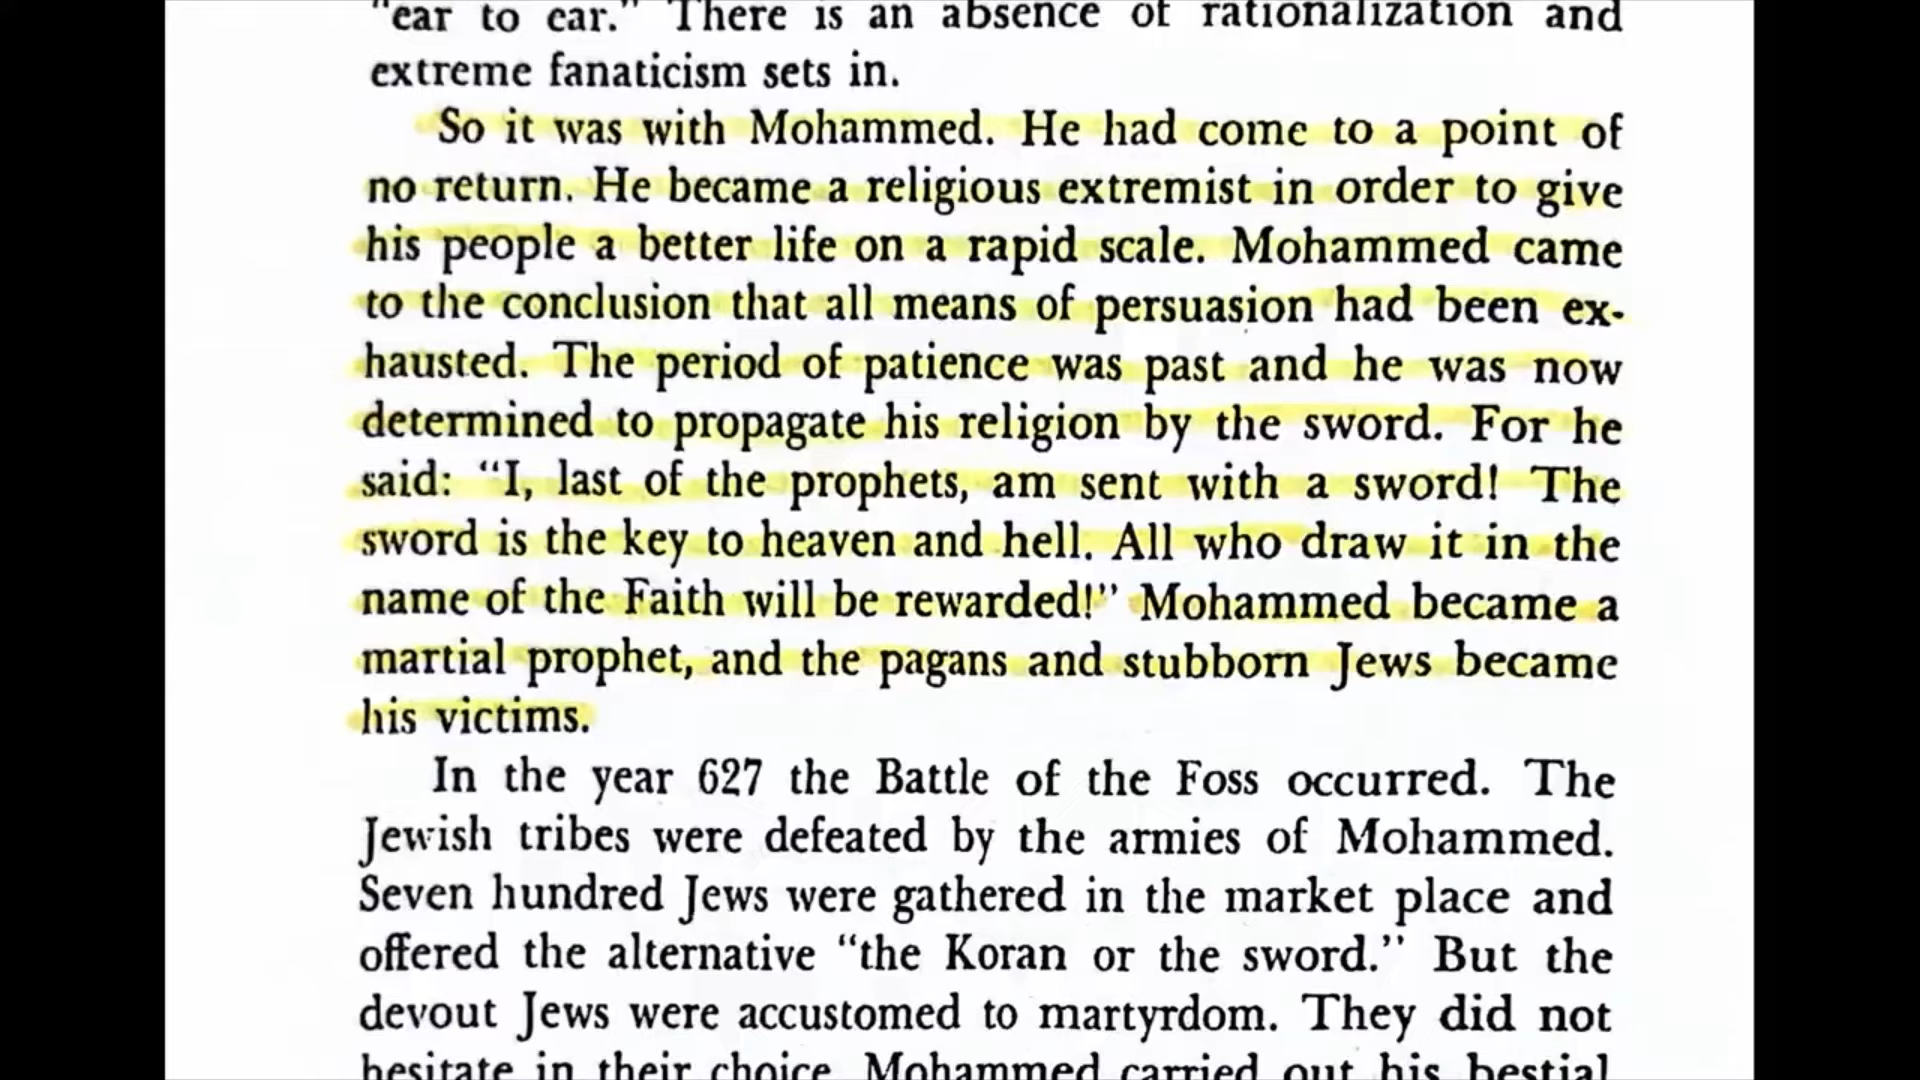 "ear to ear." There is an absence of rationalization and
extreme fanaticism sets in.
So it was with Mohammed. He had come to a point of
no return. He became a religious extremist in order to give
his people a better life on a rapid scale. Mohammed came
to the conclusion that all means of persuasion had been ex-
hausted. The period of patience was past and he was now
determined to propagate his religion by the sword. For he
said: "I, last of the prophets, am sent with a sword! The
sword is the key to heaven and hell. All who draw it in the
name of the Faith will be rewarded!" Mohammed became a
martial prophet, and the pagans and stubborn Jews became
his victims.
In the year 627 the Battle of the Foss occurred. The
Jewish tribes were defeated by the armies of Mohammed.
Seven hundred Jews were gathered in the market place and
offered the alternative "the Koran or the sword." But the
devout Jews were accustomed to martyrdom. They did not
hesitate in their choice. Mohammed carried out his bestial